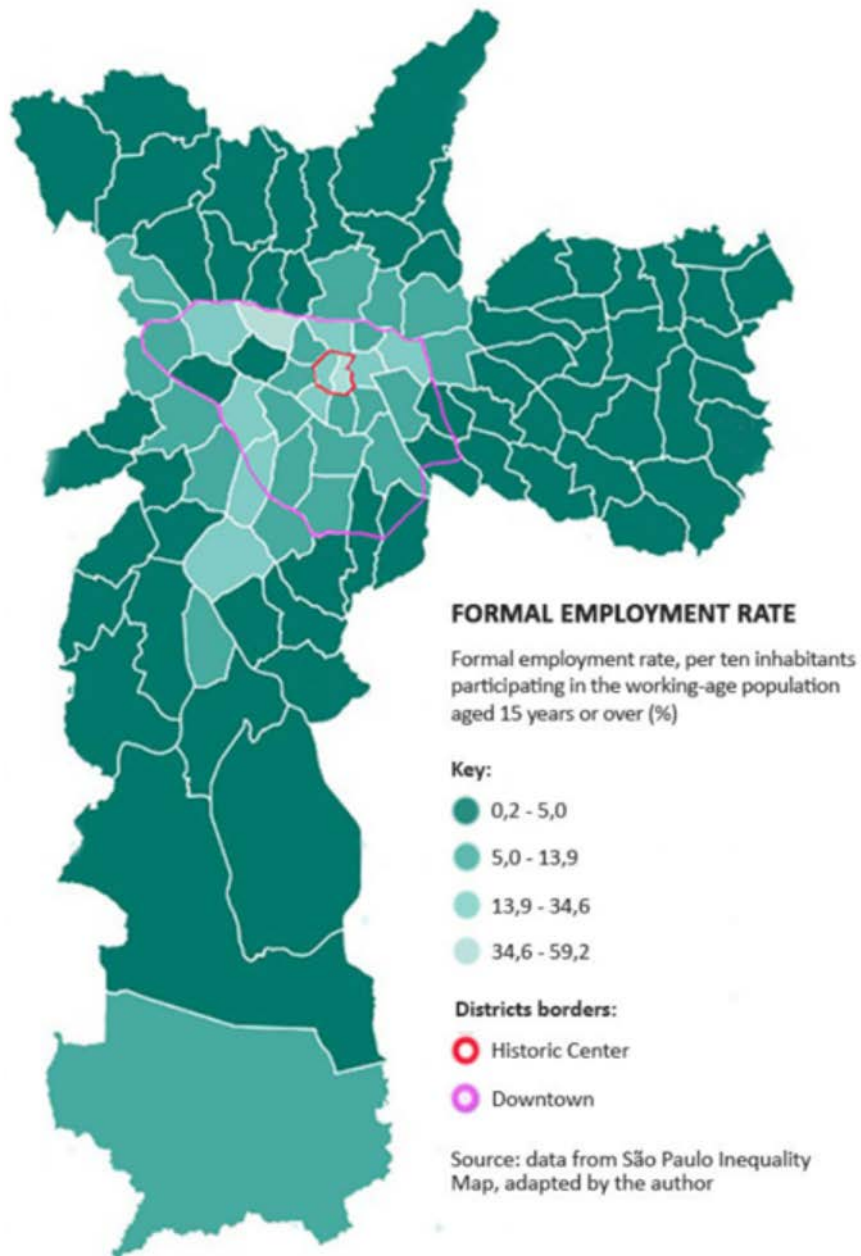 FORMAL EMPLOYMENT RATE
Formal employment rate, per ten inhabitants
participating in the working-age population
aged 15 years or over (%)
Key:
0,2 - 5,0
5,0 - 13,9
13,9 - 34,6
34,6 - 59,2
Districts borders:
Historic Center
Downtown
Source: data from São Paulo Inequality
Map, adapted by the author